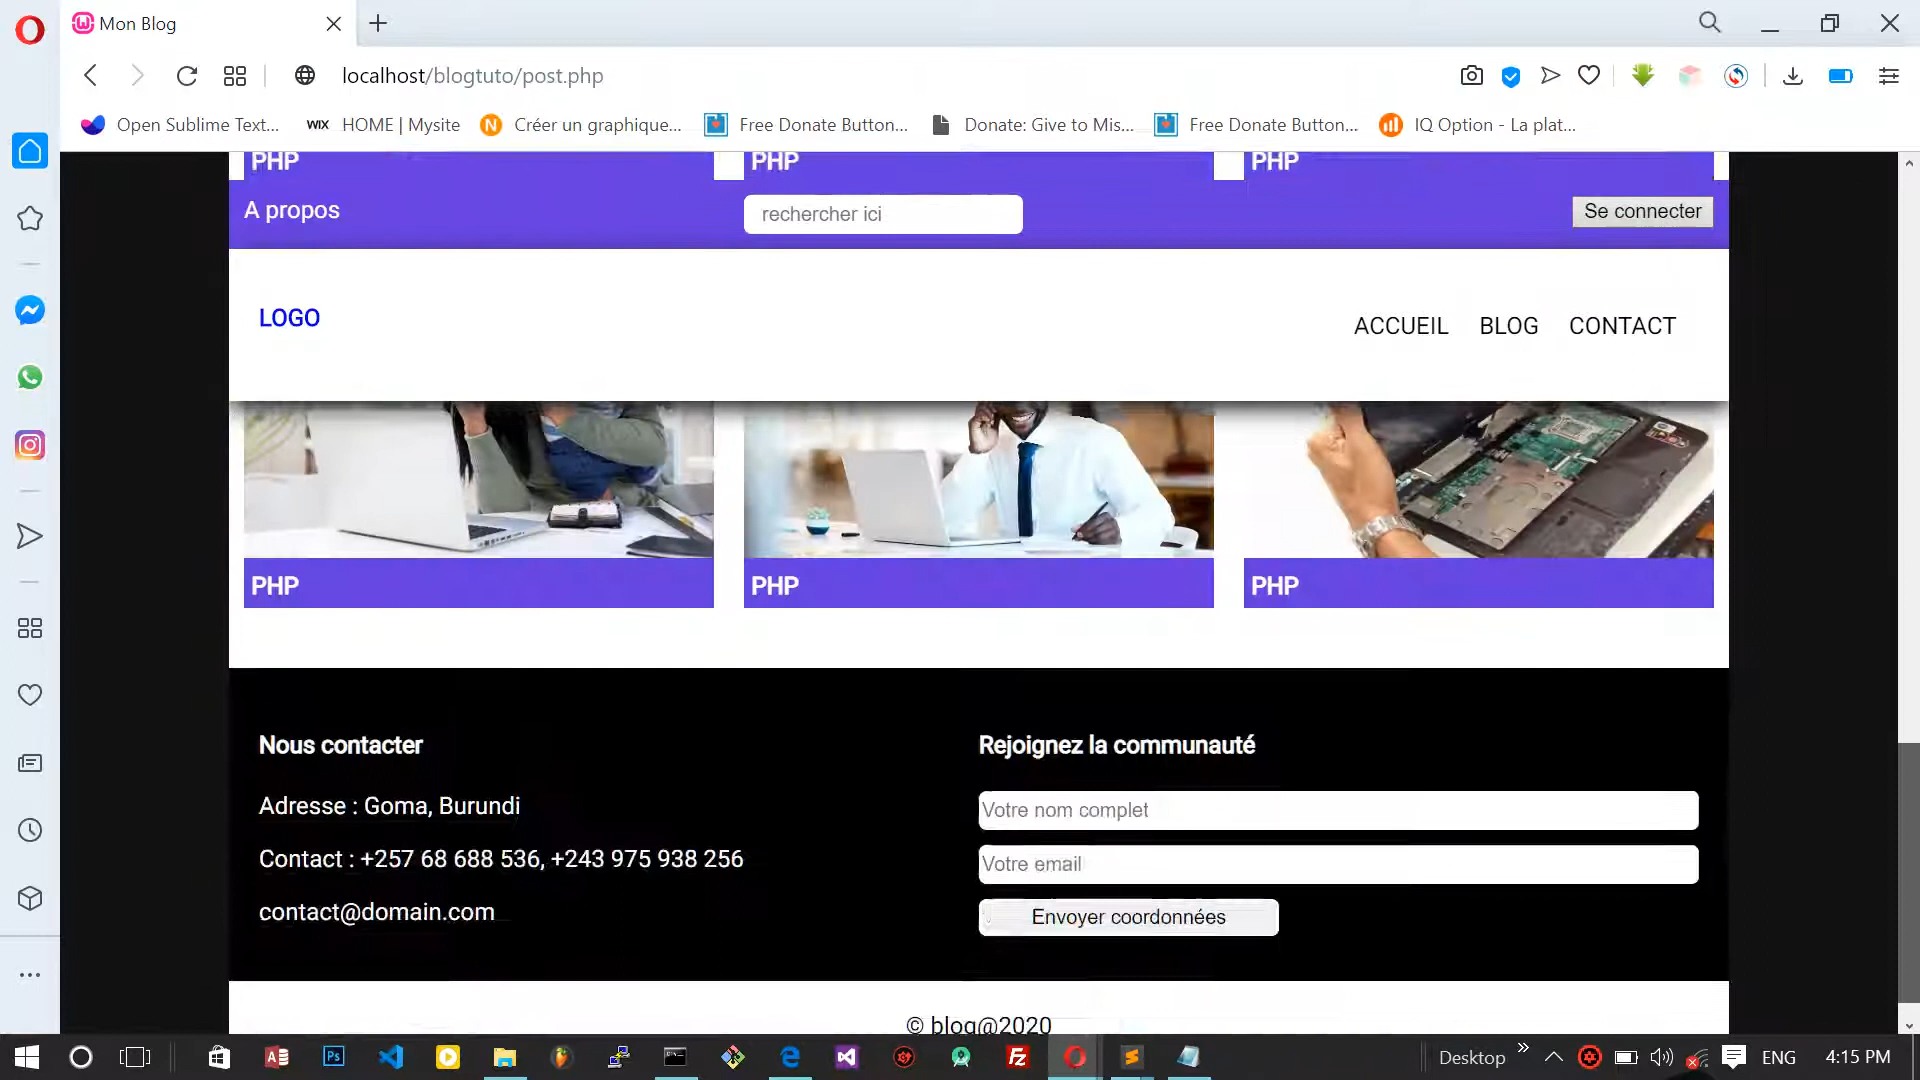 Mon Blog
localhost/blogtuto/post.php
Open Sublime Text...
WIX HOME | Mysite
N Créer un graphique...
Free Donate Button...
Donate: Give to Mis...
Free Donate Button...
IQ Option - La plat...
PHP PHP PHP
A propos
rechercher ici
Se connecter
LOGO
ACCUEIL BLOG CONTACT
PHP PHP PHP
Nous contacter
Adresse : Goma, Burundi
Contact : +257 68 688 536, +243 975 938 256
contact@domain.com
Rejoignez la communauté
Votre nom complet
Votre email
Envoyer coordonnées
© blog@2020
Desktop
ENG
4:15 PM